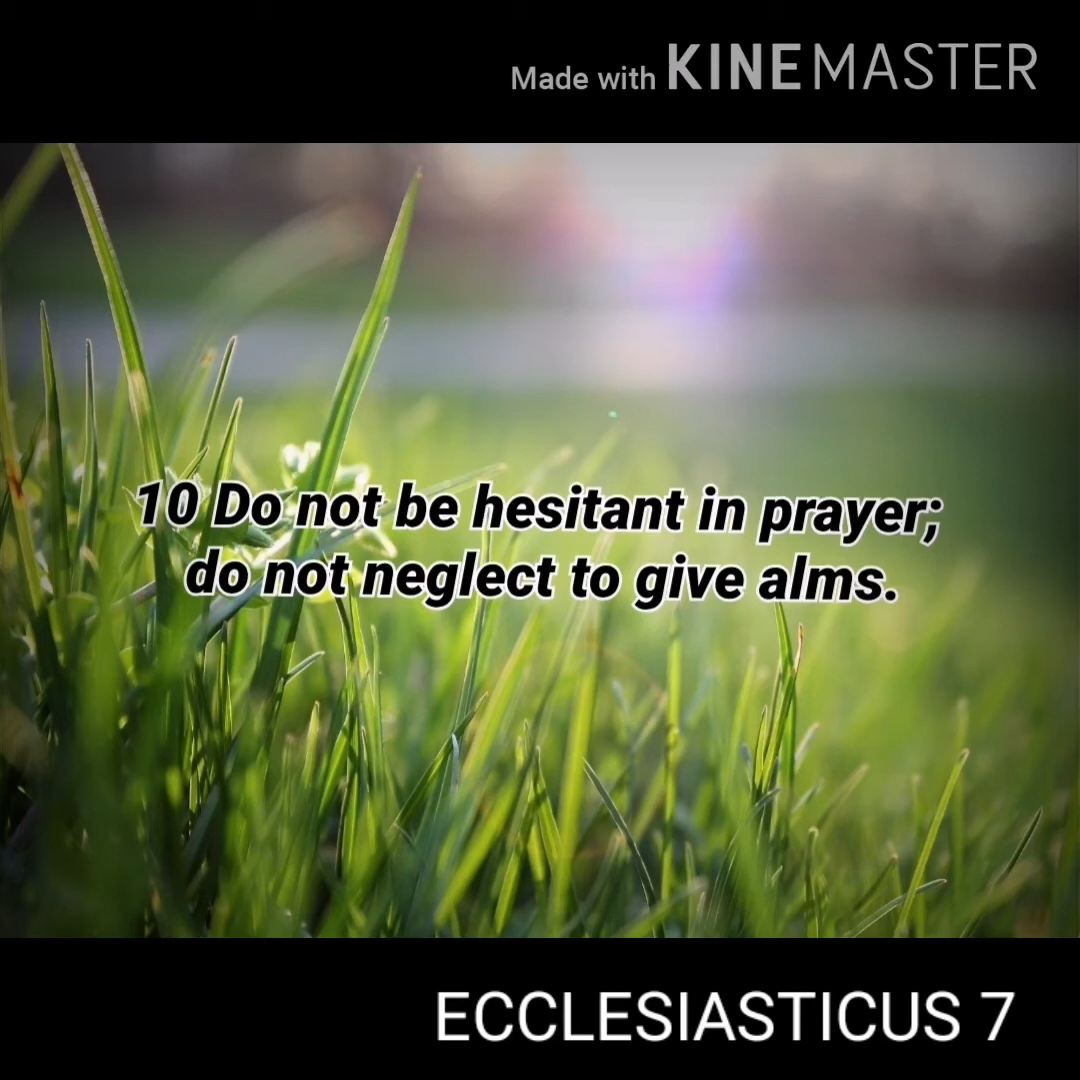 Made with KINEMASTER
10 Do not be hesitant in prayer;
do not neglect to give alms.
ECCLESIASTICUS 7